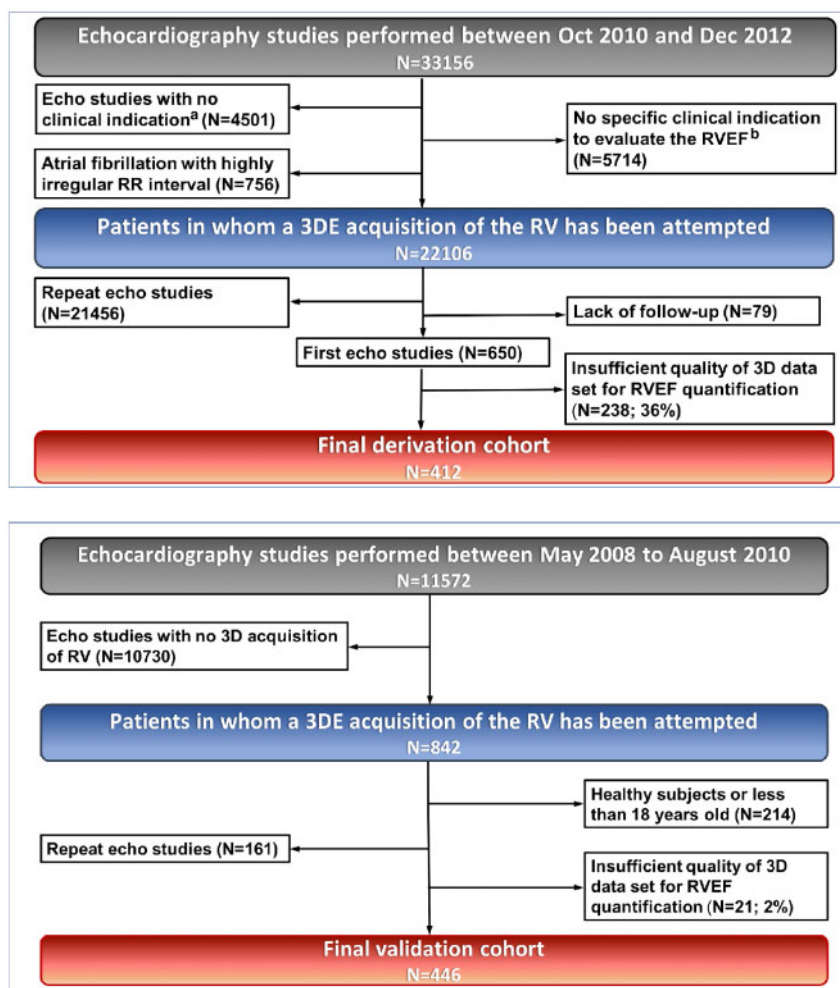 Echocardiography studies performed between Oct 2010 and Dec 2012
N=33156
Echo studies with no
clinical indicationᵃ (N=4501)
No specific clinical indication
to evaluate the RVEFᵇ
(N=5714)
Atrial fibrillation with highly
irregular RR interval (N=756)
Patients in whom a 3DE acquisition of the RV has been attempted
N=22106
Repeat echo studies
(N=21456)
Lack of follow-up (N=79)
First echo studies (N=650)
Insufficient quality of 3D data
set for RVEF quantification
(N=238; 36%)
Final derivation cohort
N=412
Echocardiography studies performed between May 2008 to August 2010
N=11572
Echo studies with no 3D acquisition
of RV (N=10730)
Patients in whom a 3DE acquisition of the RV has been attempted
N=842
Healthy subjects or less
than 18 years old (N=214)
Repeat echo studies (N=161)
Insufficient quality of 3D
data set for RVEF
quantification (N=21; 2%)
Final validation cohort
N=446